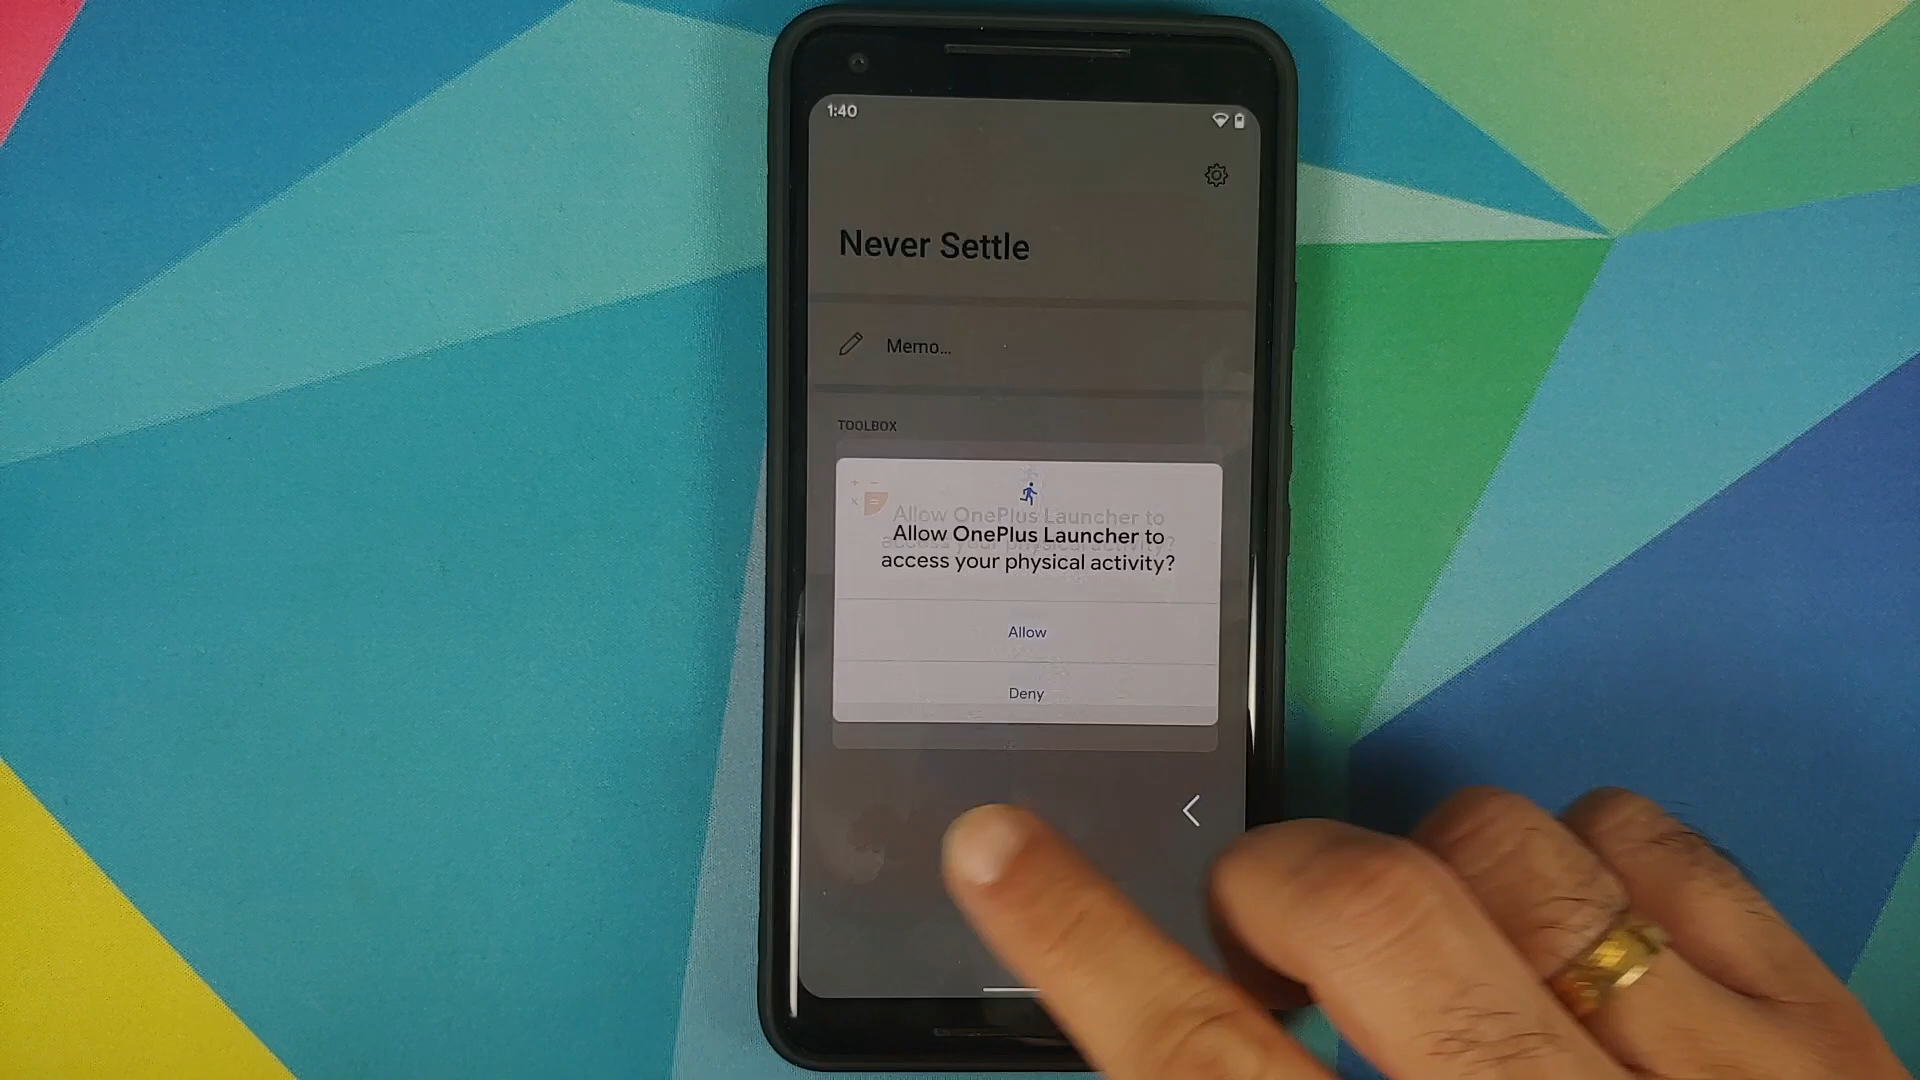 1:40
Never Settle
Memo...
TOOLBOX
Allow OnePlus Launcher to
access your physical activity?
Allow
Deny